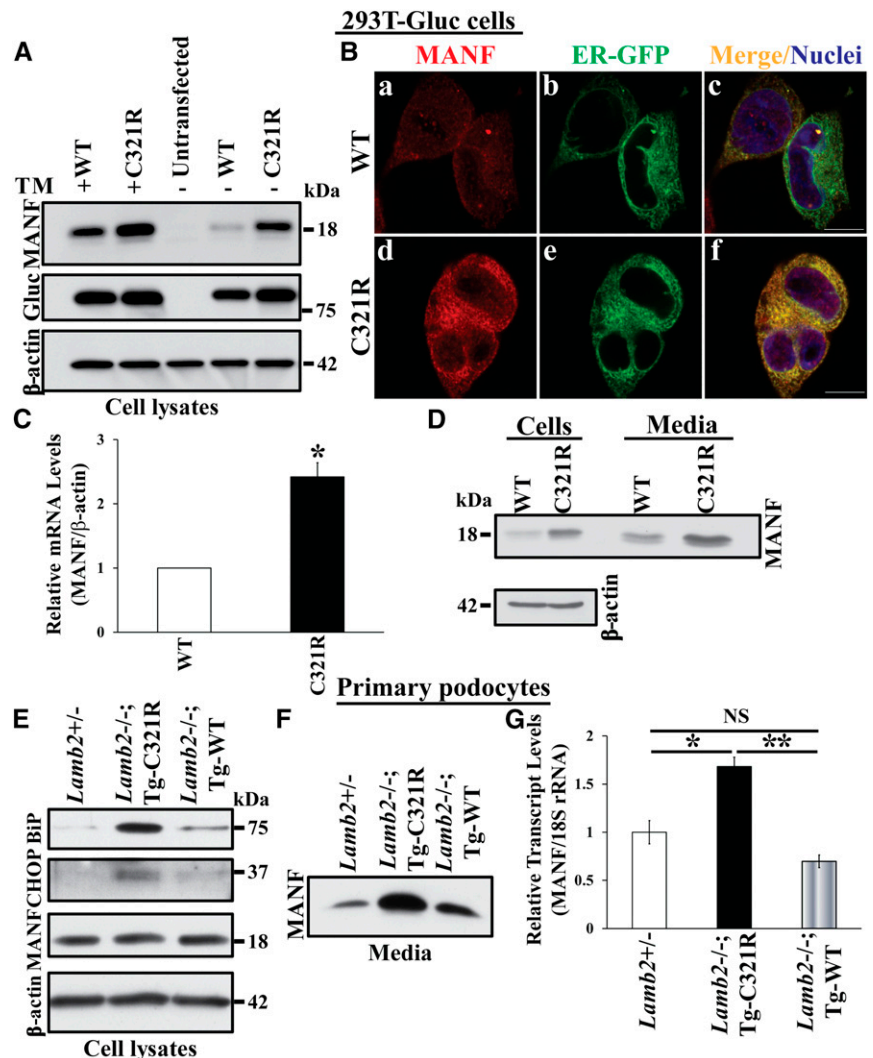 293T-Gluc cells
A
TM
+WT
+C321R
- Untransfected
- WT
- C321R
kDa
MANF
18
Gluc
75
β-actin
42
Cell lysates
B
MANF
ER-GFP
Merge/Nuclei
WT
a
b
c
C321R
d
e
f
C
Relative mRNA Levels
(MANF/β-actin)
3
2
1
0
*
WT
C321R
D
Cells
Media
kDa
WT
C321R
WT
C321R
18
MANF
42
β-actin
Primary podocytes
E
Lamb2+/-
Lamb2-/-;
Tg-C321R
Lamb2-/-;
Tg-WT
kDa
BiP
75
CHOP
37
MANF
18
β-actin
42
Cell lysates
F
Lamb2+/-
Lamb2-/-;
Tg-C321R
Lamb2-/-;
Tg-WT
MANF
Media
G
Relative Transcript Levels
(MANF/18S rRNA)
NS
*
**
2
1.5
1
0.5
0
Lamb2+/-
Lamb2-/-;
Tg-C321R
Lamb2-/-;
Tg-WT